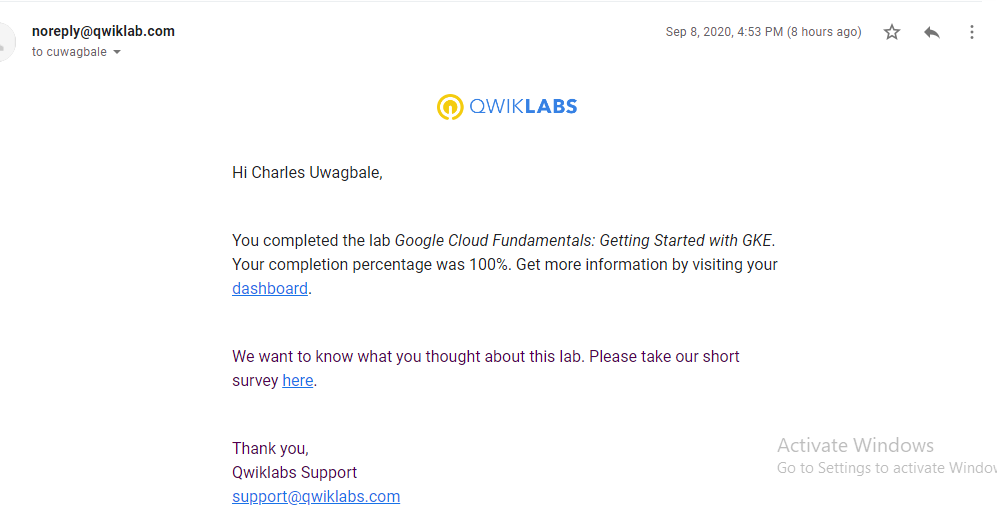 noreply@qwiklab.com
Sep 8, 2020, 4:53 PM (8 hours ago)
to cuwagbale
QWIKLABS
Hi Charles Uwagbale,
You completed the lab Google Cloud Fundamentals: Getting Started with GKE.
Your completion percentage was 100%. Get more information by visiting your
dashboard.
We want to know what you thought about this lab. Please take our short
survey here.
Thank you,
Qwiklabs Support
support@qwiklabs.com
Activate Windows
Go to Settings to activate Windo